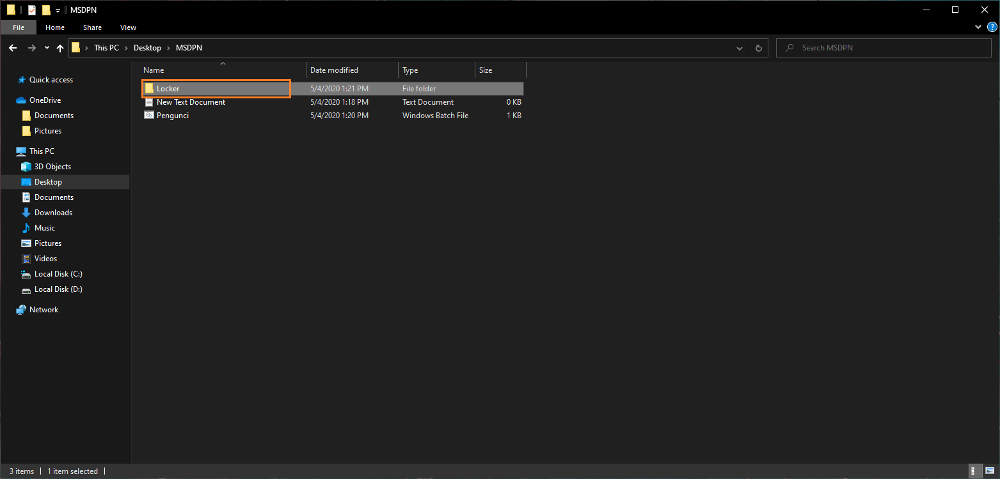 MSDPN
File Home Share View
?
This PC Desktop MSDPN
Search MSDPN
Name Date modified Type Size
Locker 5/4/2020 1:21 PM File folder
New Text Document 5/4/2020 1:18 PM Text Document 0 KB
Pengunci 5/4/2020 1:20 PM Windows Batch File 1 KB
Quick access
OneDrive
Documents
Pictures
This PC
3D Objects
Desktop
Documents
Downloads
Music
Pictures
Videos
Local Disk (C:)
Local Disk (D:)
Network
3 items 1 item selected